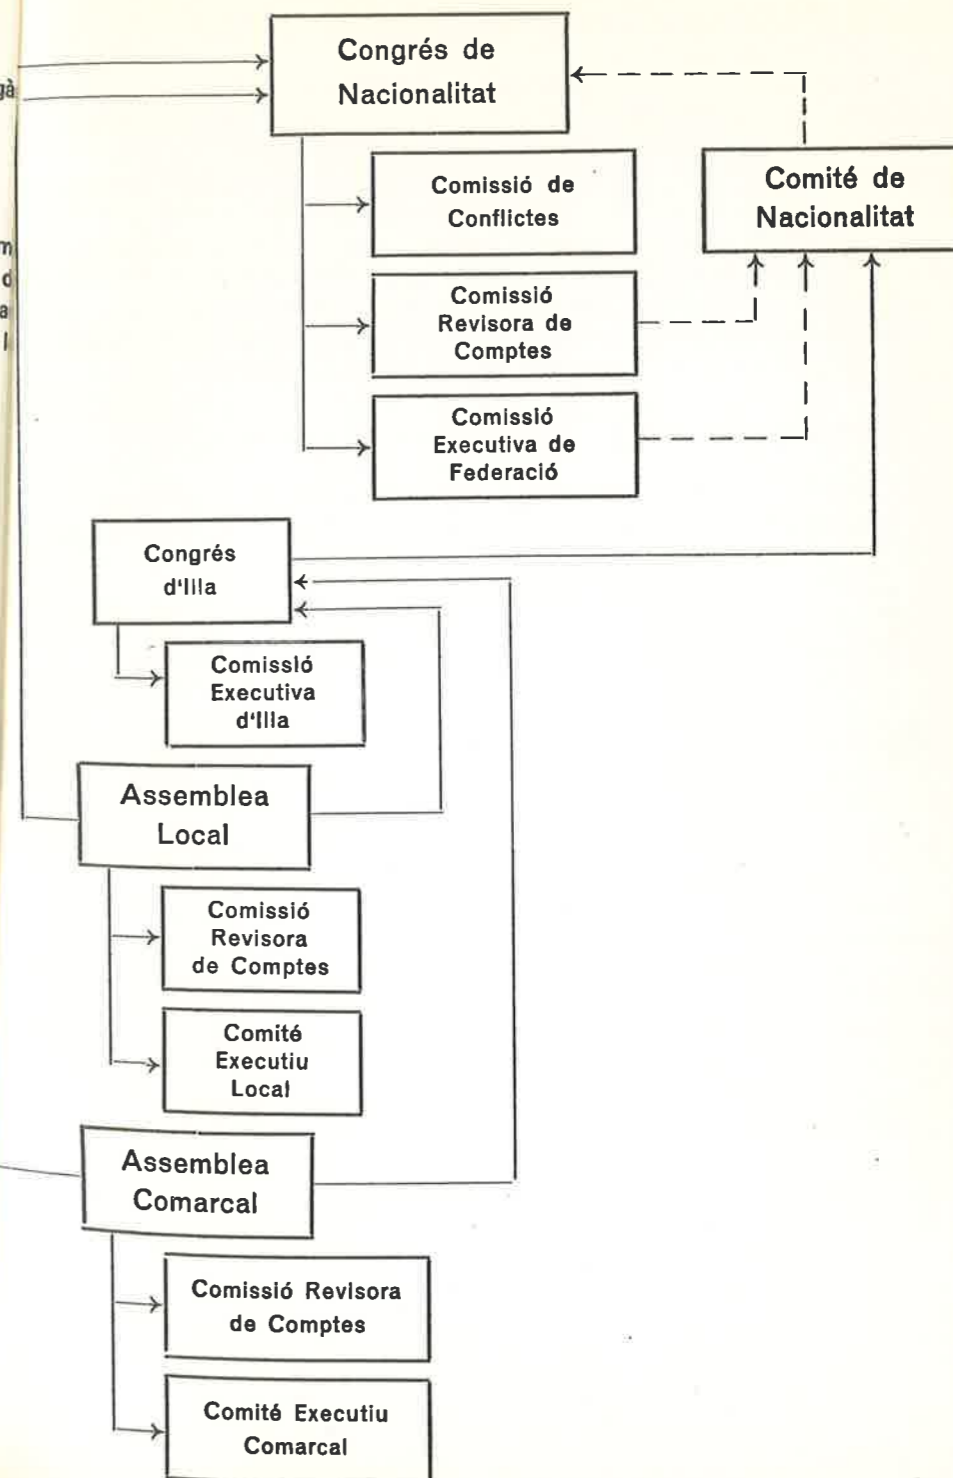 Congrés de
Nacionalitat
Comité de
Nacionalitat
Comissió de
Conflictes
Comissió
Revisora de
Comptes
Comissió
Executiva de
Federació
Congrés
d'Illa
Comissió
Executiva
d'Illa
Assemblea
Local
Comissió
Revisora
de Comptes
Comité
Executiu
Local
Assemblea
Comarcal
Comissió Revisora
de Comptes
Comité Executiu
Comarcal